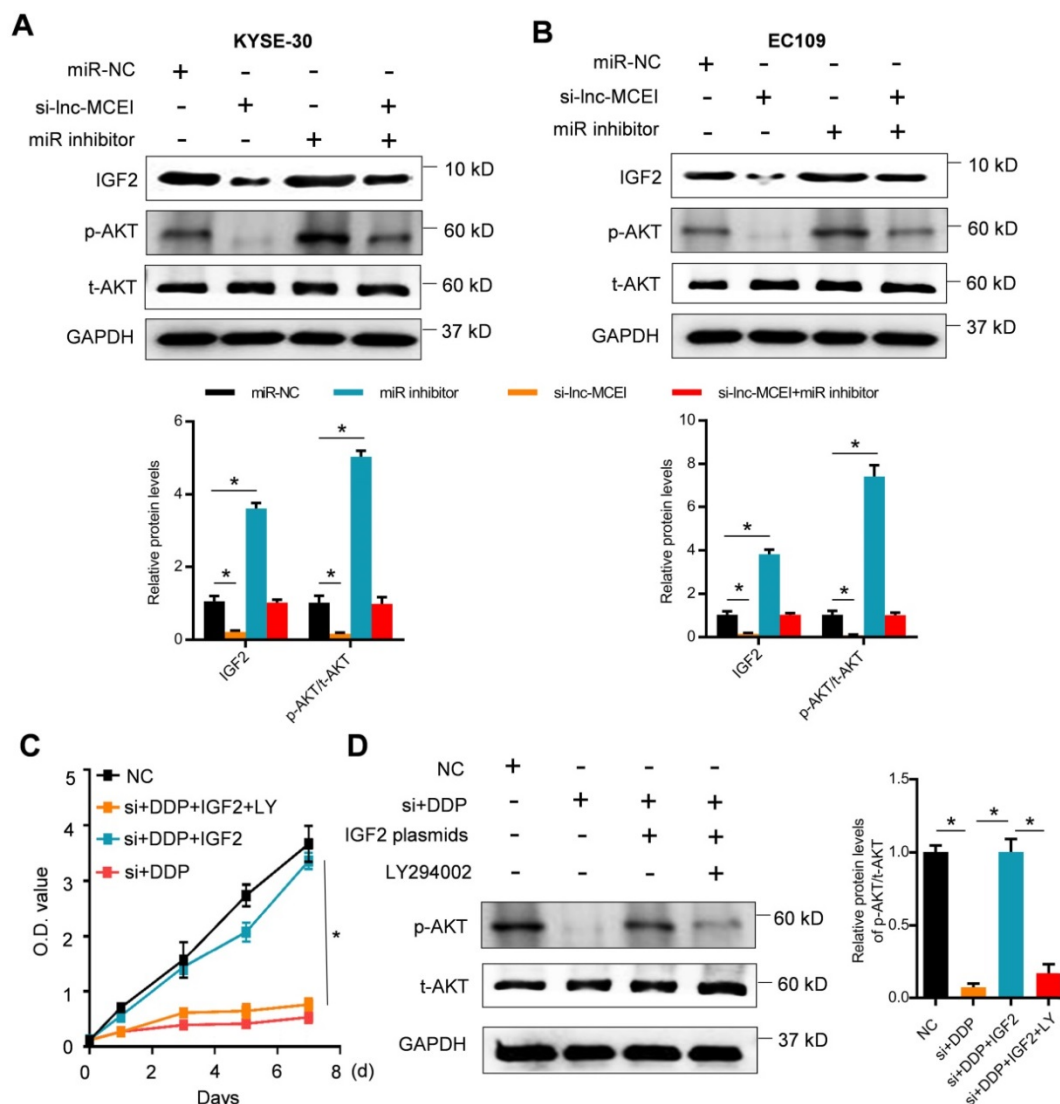 A
KYSE-30
miR-NC + - - -
si-lnc-MCEI - + - +
miR inhibitor - - + +
IGF2
10 kD
p-AKT
60 kD
t-AKT
60 kD
GAPDH
37 kD
B
EC109
miR-NC + - - -
si-lnc-MCEI - + - +
miR inhibitor - - + +
IGF2
10 kD
p-AKT
60 kD
t-AKT
60 kD
GAPDH
37 kD
miR-NC miR inhibitor si-lnc-MCEI si-lnc-MCEI+miR inhibitor
Relative protein levels
6
4
2
0
* * * *
IGF2
p-AKT/t-AKT
Relative protein levels
10
8
6
4
2
0
* * * *
IGF2
p-AKT/t-AKT
C
NC
si+DDP+IGF2+LY
si+DDP+IGF2
si+DDP
O.D. value
5
4
3
2
1
0
*
0 2 4 6 8 (d)
Days
D
NC + - - -
si+DDP - + + +
IGF2 plasmids - - + +
LY294002 - - - +
p-AKT
60 kD
t-AKT
60 kD
GAPDH
37 kD
Relative protein levels
of p-AKT/t-AKT
1.5
1.0
0.5
0.0
* * *
NC
si+DDP
si+DDP+IGF2
si+DDP+IGF2+LY